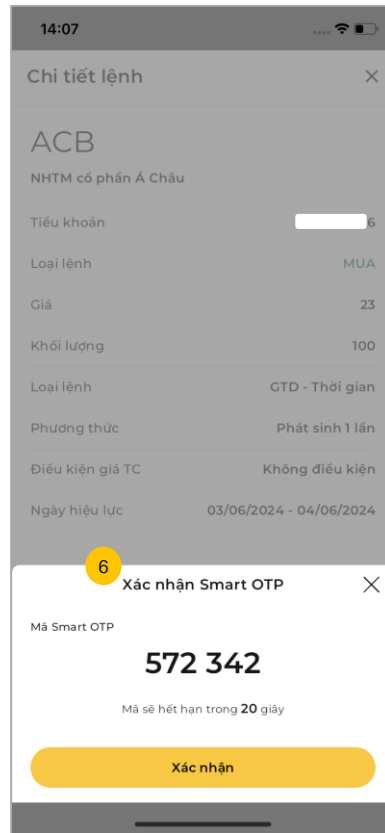 14:07
Chi tiết lệnh
ACB
NHTM cổ phần Á Châu
Tiểu khoản 6
Loại lệnh MUA
Giá 23
Khối lượng 100
Loại lệnh GTD - Thời gian
Phương thức Phát sinh 1 lần
Điều kiện giá TC Không điều kiện
Ngày hiệu lực 03/06/2024 - 04/06/2024
6
Xác nhận Smart OTP
Mã Smart OTP
572 342
Mã sẽ hết hạn trong 20 giây
Xác nhận